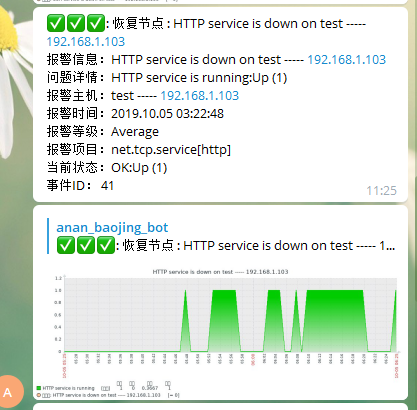 ✅✅✅: 恢复节点 : HTTP service is down on test -----
192.168.1.103
报警信息：HTTP service is down on test ----- 192.168.1.103
问题详情：HTTP service is running:Up (1)
报警主机：test ----- 192.168.1.103
报警时间：2019.10.05 03:22:48
报警等级：Average
报警项目：net.tcp.service[http]
当前状态：OK:Up (1)
事件ID： 41
11:25
anan_baojing_bot
✅✅✅: 恢复节点 : HTTP service is down on test ----- 1...
HTTP service is down on test ---- 192.168.1.103
1.2
1.0
0.8
0.6
0.4
0.2
0
HTTP service is running
1 0 0.3667 1
HTTP service is down on test ---- 192.168.1.103 [= 0]
A